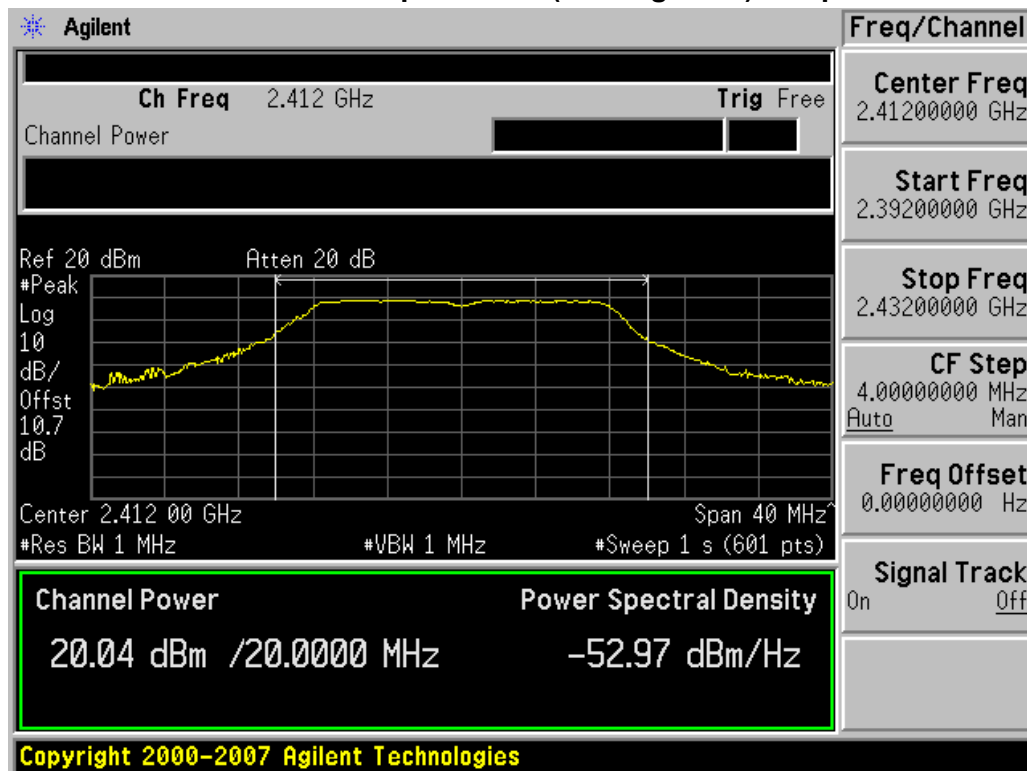 Agilent
Freq/Channel
Ch Freq 2.412 GHz
Trig Free
Channel Power
Center Freq
2.41200000 GHz
Start Freq
2.39200000 GHz
Stop Freq
2.43200000 GHz
CF Step
4.00000000 MHz
Auto Man
Freq Offset
0.00000000 Hz
Signal Track
On Off
Ref 20 dBm
Atten 20 dB
#Peak
Log
10
dB/
Offst
10.7
dB
Center 2.412 00 GHz
Span 40 MHz^
#Res BW 1 MHz
#VBW 1 MHz
#Sweep 1 s (601 pts)
Channel Power
Power Spectral Density
20.04 dBm /20.0000 MHz
-52.97 dBm/Hz
Copyright 2000-2007 Agilent Technologies